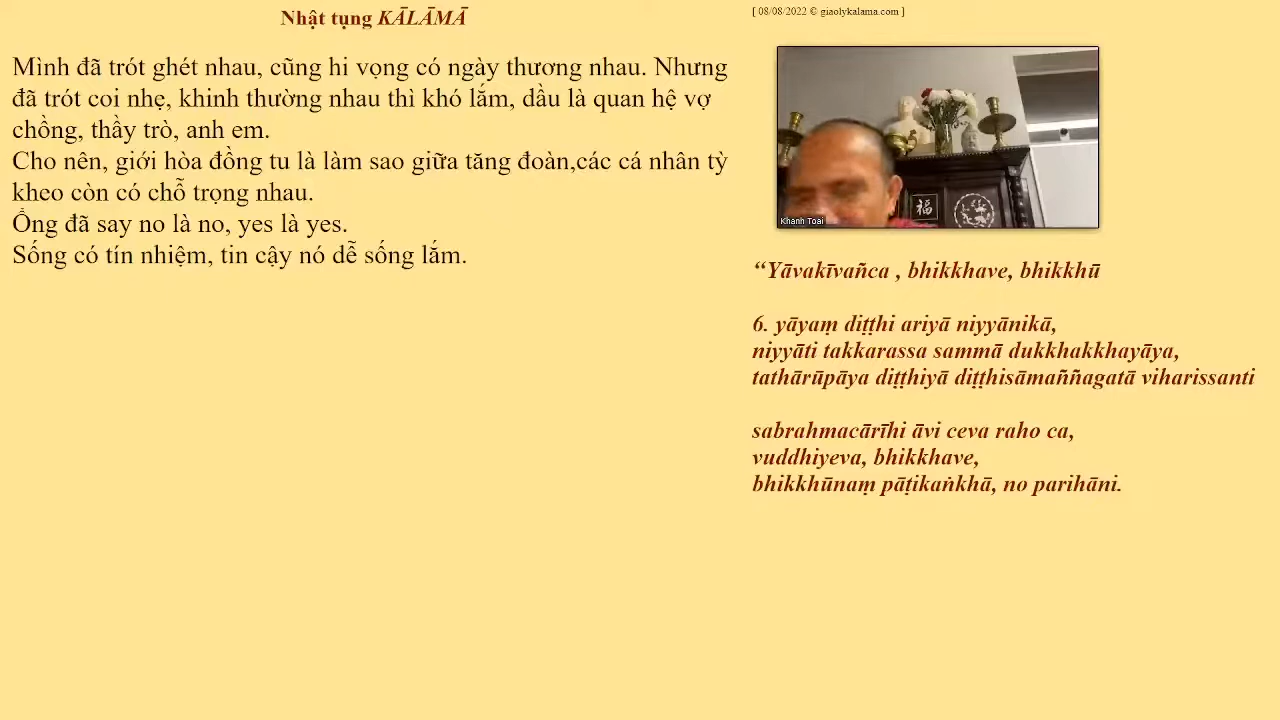 Nhật tụng KĀLĀMĀ
Mình đã trót ghét nhau, cũng hi vọng có ngày thương nhau. Nhưng
đã trót coi nhẹ, khinh thường nhau thì khó lắm, dầu là quan hệ vợ
chồng, thầy trò, anh em.
Cho nên, giới hòa đồng tu là làm sao giữa tăng đoàn,các cá nhân tỳ
kheo còn có chỗ trọng nhau.
Ổng đã say no là no, yes là yes.
Sống có tín nhiệm, tin cậy nó dễ sống lắm.
[ 08/08/2022 © giaolykalama.com ]
福
Khanh Toai
“Yāvakīvañca , bhikkhave, bhikkhū
6. yāyaṃ diṭṭhi ariyā niyyānikā,
niyyāti takkarassa sammā dukkhakkhayāya,
tathārūpāya diṭṭhiyā diṭṭhisāmaññagatā viharissanti
sabrahmacārīhi āvi ceva raho ca,
vuddhiyeva, bhikkhave,
bhikkhūnaṃ pāṭikaṅkhā, no parihāni.